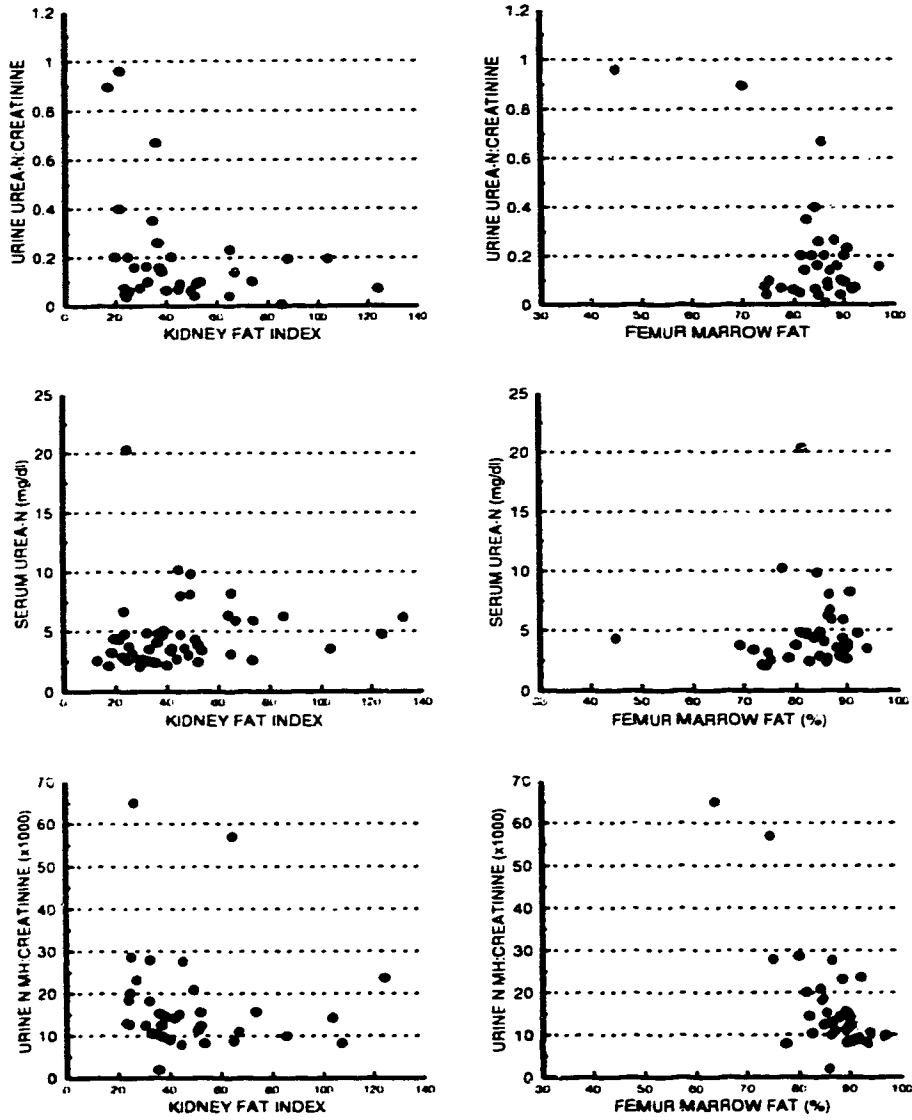 1.2
1
0.8
0.6
0.4
0.2
0
URINE UREA-N:CREATININE
20 40 60 80 100 120 140
KIDNEY FAT INDEX
1.2
1
0.8
0.6
0.4
0.2
0
URINE UREA-N:CREATININE
30 40 50 60 70 80 90 100
FEMUR MARROW FAT
25
20
15
10
5
0
SERUM UREA-N (mg/dl)
20 40 60 80 100 120 140
KIDNEY FAT INDEX
25
20
15
10
5
0
SERUM UREA-N (mg/dl)
40 50 60 70 80 90 100
FEMUR MARROW FAT (%)
70
60
50
40
30
20
10
0
URINE N MH:CREATININE (x1000)
0 20 40 60 80 100 120 140
KIDNEY FAT INDEX
70
60
50
40
30
20
10
0
URINE N MH:CREATININE (x1000)
30 40 50 60 70 80 90 100
FEMUR MARROW FAT (%)